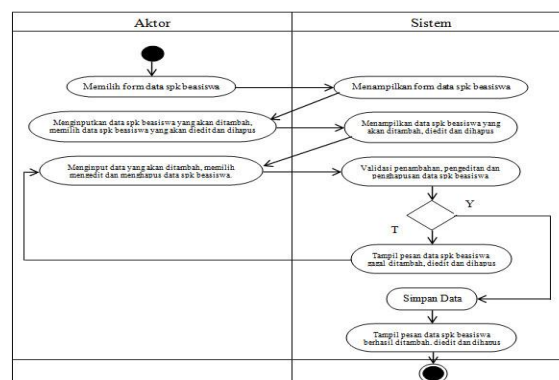 Aktor
Sistem
Memilih form data spk beasiswa
Menampilkan form data spk beasiswa
Menginputkan data spk beasiswa yang akan ditambah,
memilih data spk beasiswa yang akan diedit dan dihapus
Menampilkan data spk beasiswa yang
akan ditambah, diedit dan dihapus
Menginput data yang akan ditambah, memilih
mengedit dan menghapus data spk beasiswa.
Validasi penambahan, pengeditan dan
penghapusan data spk beasiswa
Y
T
Tampil pesan data spk beasiswa
gagal ditambah, diedit dan dihapus
Simpan Data
Tampil pesan data spk beasiswa
berhasil ditambah, diedit dan dihapus